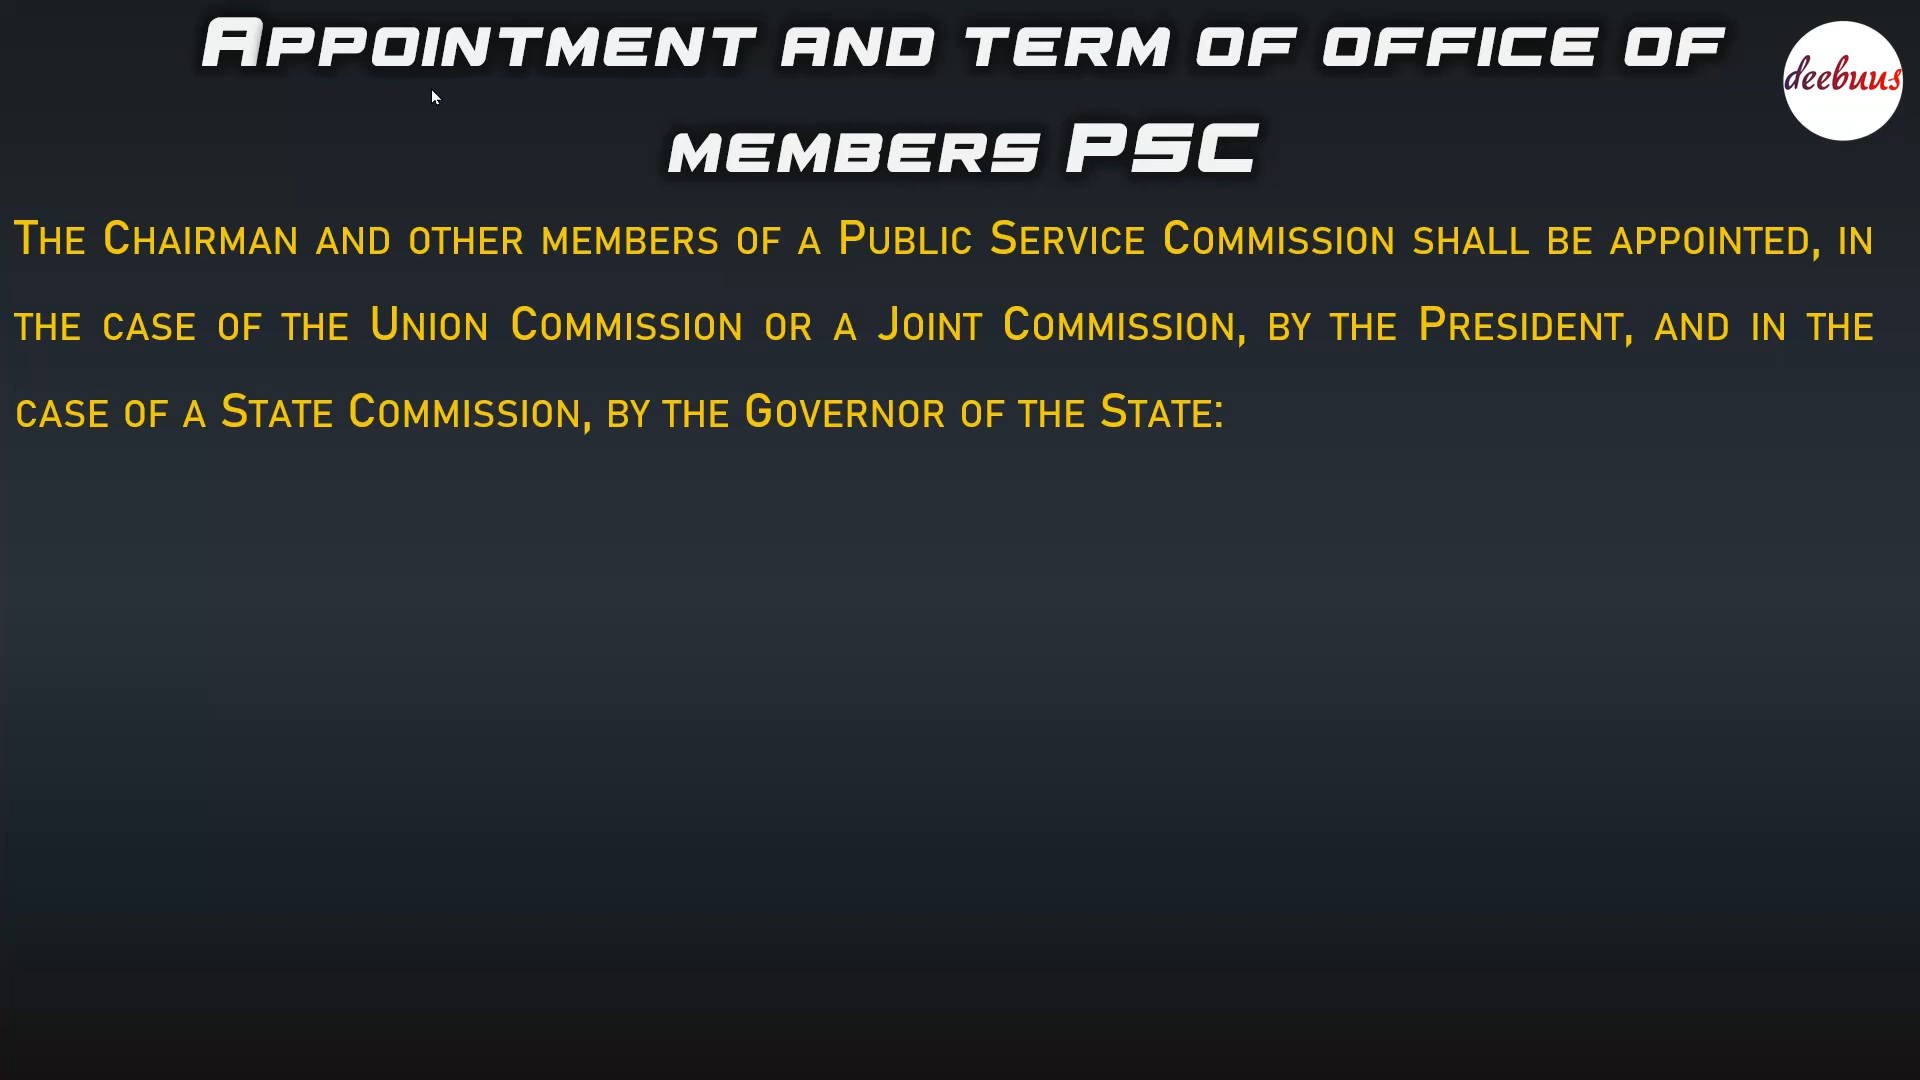 Appointment and term of office of
members PSC
deebuus
The Chairman and other members of a Public Service Commission shall be appointed, in
the case of the Union Commission or a Joint Commission, by the President, and in the
case of a State Commission, by the Governor of the State: